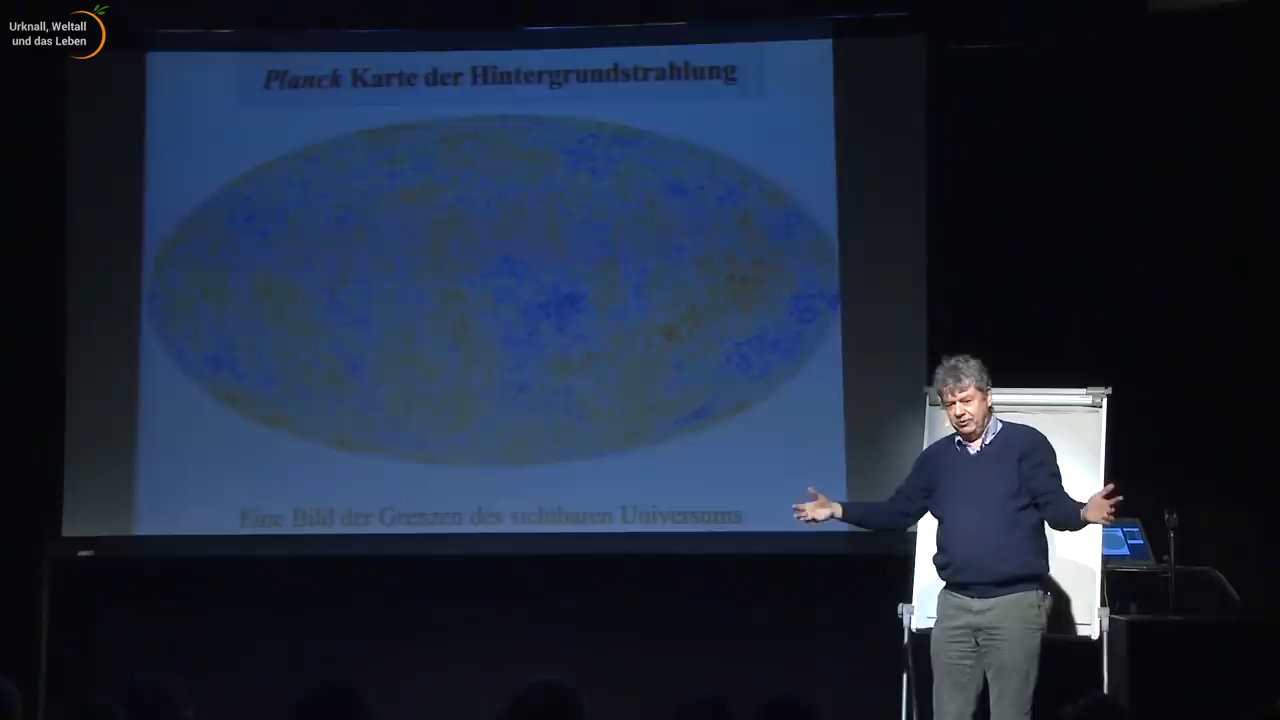 Urknall, Weltall
und das Leben
Planck Karte der Hintergrundstrahlung
Eine Bild der Grenzen des sichtbaren Universums